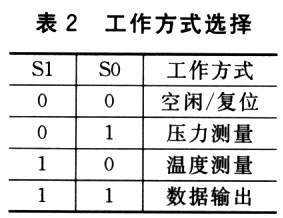 表 2 工作方式选择
S1 S0 工作方式
0 0 空闲/复位
0 1 压力测量
1 0 温度测量
1 1 数据输出